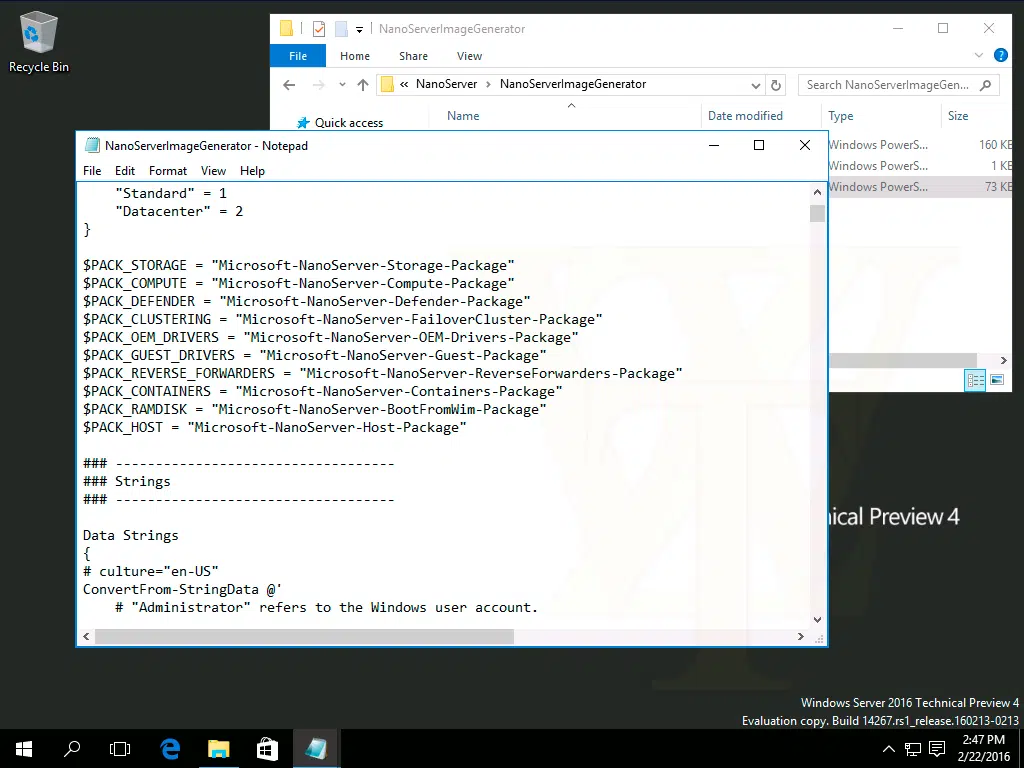 Recycle Bin
NanoServerImageGenerator
File Home Share View
« NanoServer › NanoServerImageGenerator
Search NanoServerImageGen...
Quick access
Name Date modified Type Size
Windows PowerS... 160 KB
Windows PowerS... 1 KB
Windows PowerS... 73 KB
NanoServerImageGenerator - Notepad
File Edit Format View Help
"Standard" = 1
"Datacenter" = 2
}
$PACK_STORAGE = "Microsoft-NanoServer-Storage-Package"
$PACK_COMPUTE = "Microsoft-NanoServer-Compute-Package"
$PACK_DEFENDER = "Microsoft-NanoServer-Defender-Package"
$PACK_CLUSTERING = "Microsoft-NanoServer-FailoverCluster-Package"
$PACK_OEM_DRIVERS = "Microsoft-NanoServer-OEM-Drivers-Package"
$PACK_GUEST_DRIVERS = "Microsoft-NanoServer-Guest-Package"
$PACK_REVERSE_FORWARDERS = "Microsoft-NanoServer-ReverseForwarders-Package"
$PACK_CONTAINERS = "Microsoft-NanoServer-Containers-Package"
$PACK_RAMDISK = "Microsoft-NanoServer-BootFromWim-Package"
$PACK_HOST = "Microsoft-NanoServer-Host-Package"
### -----------------------------------
### Strings
### -----------------------------------
Data Strings
{
# culture="en-US"
ConvertFrom-StringData @'
# "Administrator" refers to the Windows user account.
nical Preview 4
Windows Server 2016 Technical Preview 4
Evaluation copy. Build 14267.rs1_release.160213-0213
2:47 PM
2/22/2016